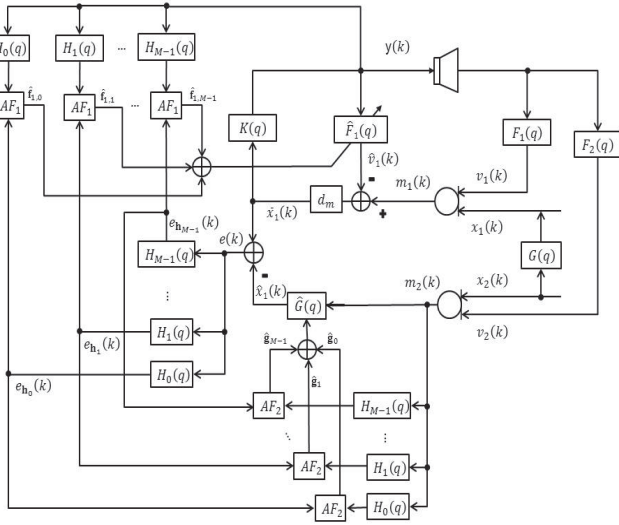 H₀(q) H₁(q) ... H_{M−1}(q) y(k)
AF₁ f̂_{1,0} AF₁ f̂_{1,1} ... AF₁ f̂_{1,M−1}
K(q) F̂₁(q) F₁(q) F₂(q)
v̂₁(k)
- m₁(k) v₁(k)
x̂₁(k) d_m + x₁(k)
e_{h_{M−1}}(k) e(k)
H_{M−1}(q) - G(q)
x̂₁(k) m₂(k) x₂(k)
⋮ Ĝ(q)
v₂(k)
e_{h₁}(k) H₁(q) ĝ_{M−1} ĝ₀
e_{h₀}(k) H₀(q) ĝ₁
AF₂ H_{M−1}(q)
⋱ ⋮
AF₂ H₁(q)
AF₂ H₀(q)